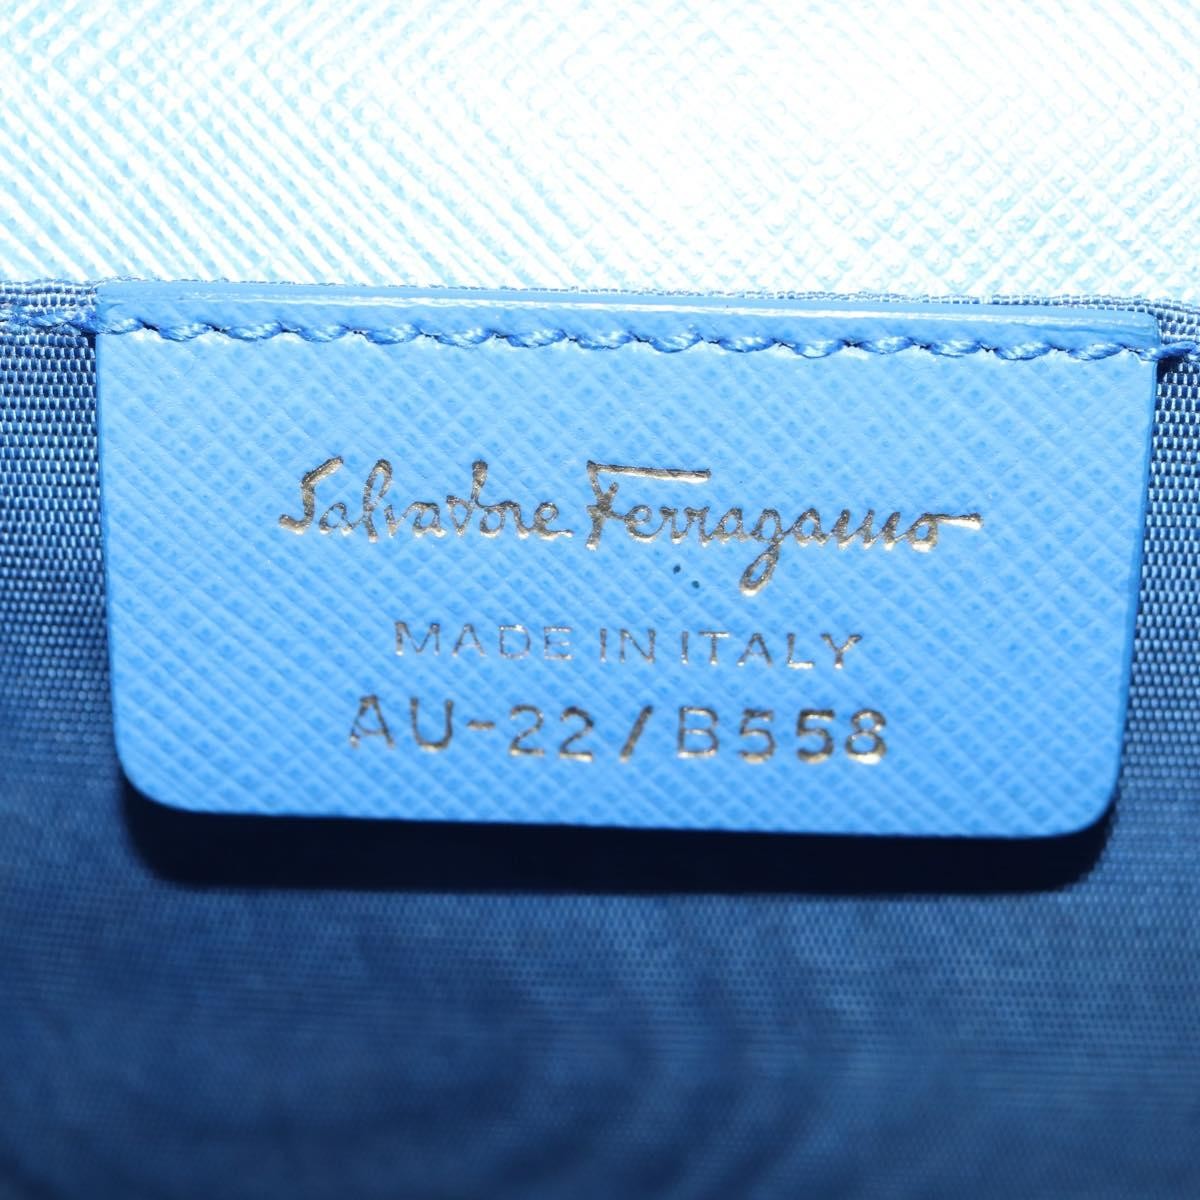 Salvatore Ferragamo
MADE IN ITALY
AU-22/B558